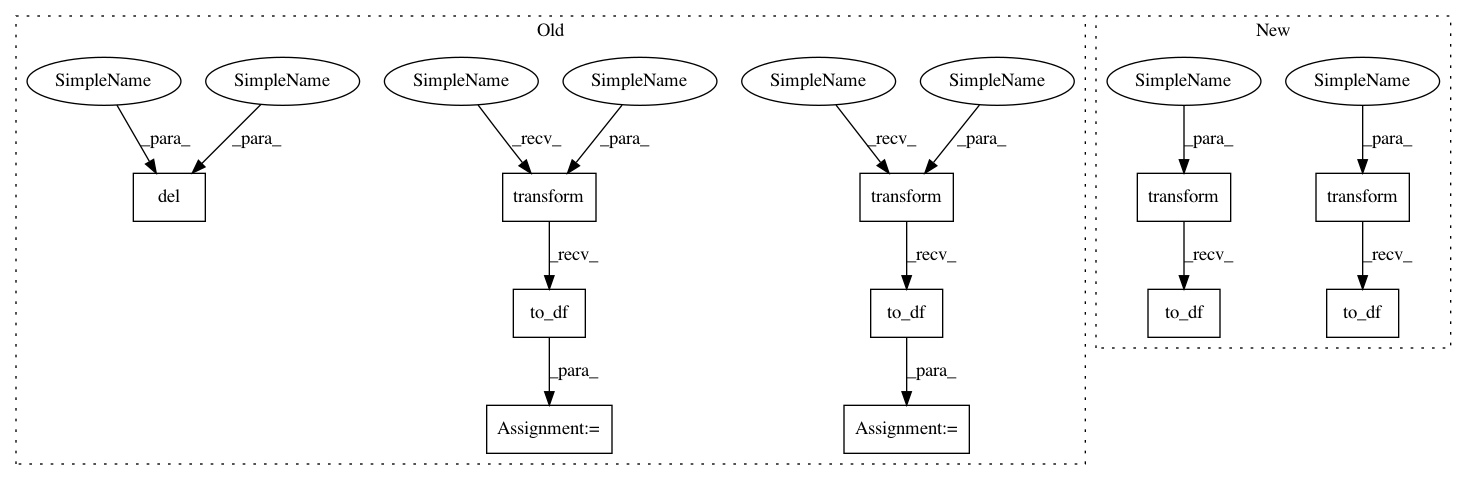 Old
New
SimpleName SimpleName SimpleName SimpleName SimpleName SimpleName SimpleName SimpleName
_para_ _para_ _recv_ _para_ _recv_ _para_ _para_ _para_
del transform transform transform transform
_recv_ _recv_ _recv_ _recv_
to_df to_df to_df to_df
_para_ _para_
Assignment:= Assignment:=